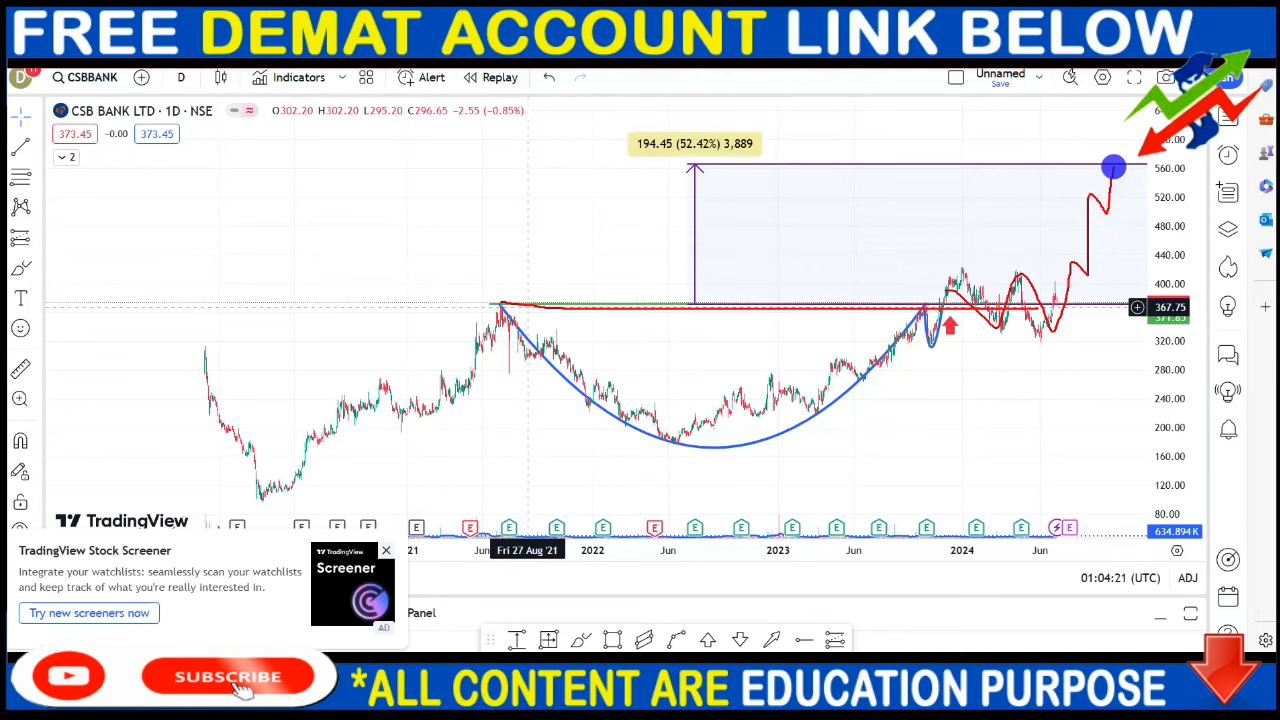 FREE DEMAT ACCOUNT LINK BELOW
D 11 CSBBANK D Indicators Alert Replay Unnamed
Save
CSB BANK LTD · 1D · NSE O302.20 H302.20 L295.20 C296.65 −2.55 (−0.85%)
373.45 −0.00 373.45
2
194.45 (52.42%) 3,889
560.00
520.00
480.00
440.00
400.00
367.75
371.85
320.00
280.00
240.00
200.00
160.00
120.00
80.00
TradingView
E E E E E E E E E E E E E E E E E E
634.894K
21 Jun Fri 27 Aug '21 2022 Jun 2023 Jun 2024 Jun
TradingView Stock Screener
Integrate your watchlists: seamlessly scan your watchlists
and keep track of what you're really interested in.
Try new screeners now
TradingView
Screener
AD
01:04:21 (UTC) ADJ
Panel
SUBSCRIBE
*ALL CONTENT ARE EDUCATION PURPOSE